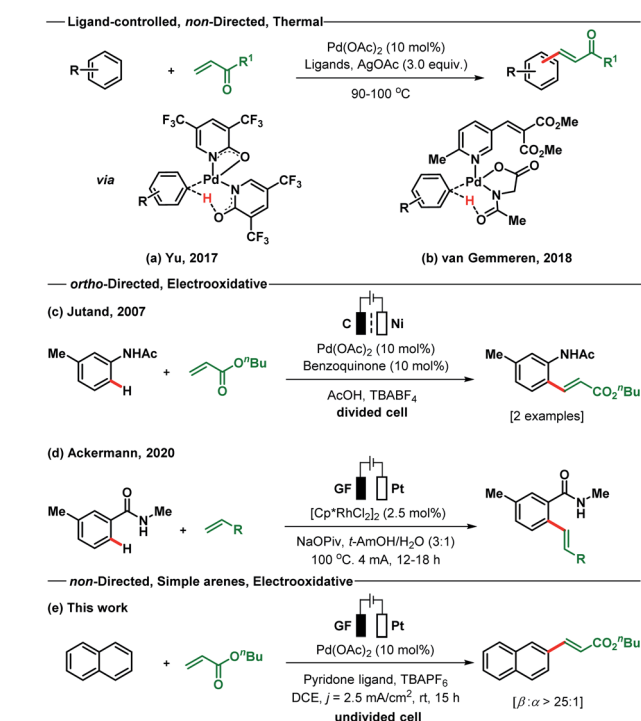 Ligand-controlled, non-Directed, Thermal
R
+
R¹
O
Pd(OAc)₂ (10 mol%)
Ligands, AgOAc (3.0 equiv.)
90-100 °C
R
O
R¹
via
F₃C
CF₃
N
O
Pd
N
CF₃
R
H
O
CF₃
CO₂Me
CO₂Me
Me
N
O
O
Pd
N
R
H
O
Me
(a) Yu, 2017
(b) van Gemmeren, 2018
ortho-Directed, Electrooxidative
(c) Jutand, 2007
C
Ni
Me
NHAc
H
+
OⁿBu
O
Pd(OAc)₂ (10 mol%)
Benzoquinone (10 mol%)
AcOH, TBABF₄
divided cell
Me
NHAc
CO₂ⁿBu
[2 examples]
(d) Ackermann, 2020
GF
Pt
Me
O
N
H
Me
H
+
R
[Cp*RhCl₂]₂ (2.5 mol%)
NaOPiv, t-AmOH/H₂O (3:1)
100 °C. 4 mA, 12-18 h
Me
O
N
H
Me
R
non-Directed, Simple arenes, Electrooxidative
(e) This work
GF
Pt
+
OⁿBu
O
Pd(OAc)₂ (10 mol%)
Pyridone ligand, TBAPF₆
DCE, j = 2.5 mA/cm², rt, 15 h
undivided cell
CO₂ⁿBu
[β:α > 25:1]